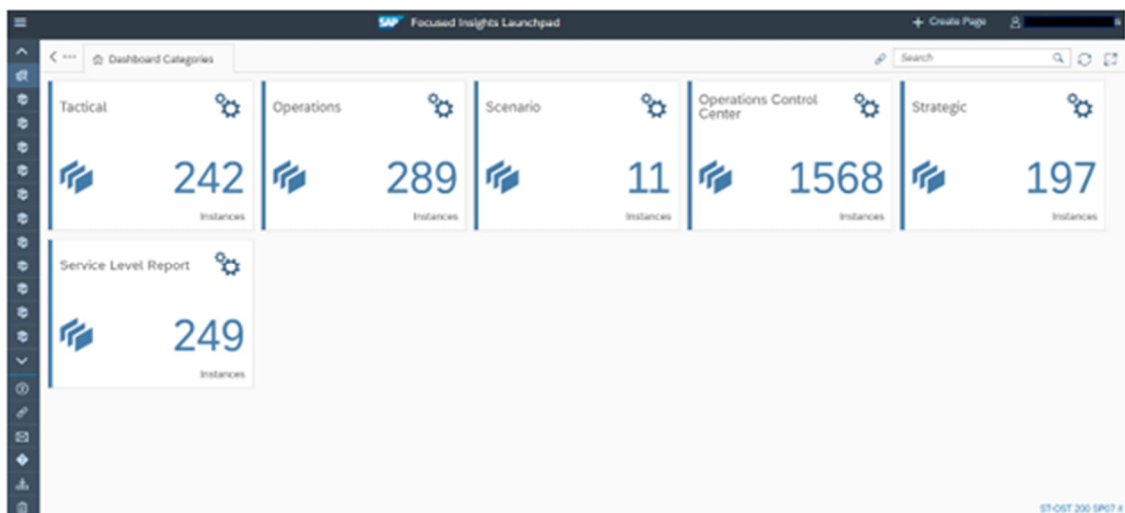 SAP Focused Insights Launchpad
+ Create Page
Dashboard Categories
Search
Tactical
242
Instances
Operations
289
Instances
Scenario
11
Instances
Operations Control
Center
1568
Instances
Strategic
197
Instances
Service Level Report
249
Instances
ST-OST 200 SP07